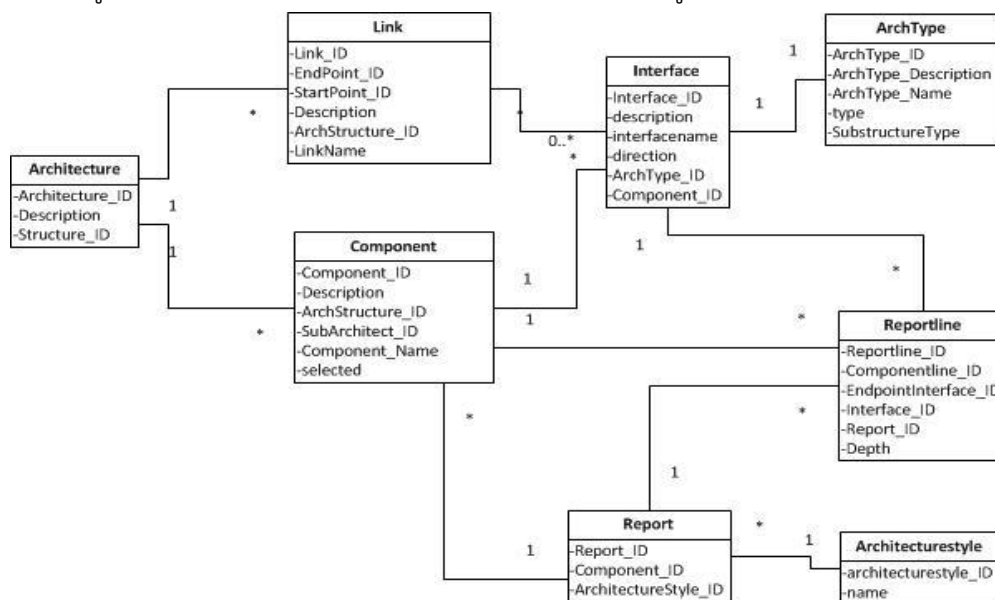 Link
-Link_ID
-EndPoint_ID
-StartPoint_ID
-Description
-ArchStructure_ID
-LinkName
ArchType
-ArchType_ID
-ArchType_Description
-ArchType_Name
-type
-SubstructureType
Interface
-Interface_ID
-description
-interfacename
-direction
-ArchType_ID
-Component_ID
Architecture
-Architecture_ID
-Description
-Structure_ID
Component
-Component_ID
-Description
-ArchStructure_ID
-SubArchitect_ID
-Component_Name
-selected
Reportline
-Reportline_ID
-Componentline_ID
-EndpointInterface_ID
-Interface_ID
-Report_ID
-Depth
Report
-Report_ID
-Component_ID
-ArchitectureStyle_ID
Architecturestyle
-architecturestyle_ID
-name
1
*
1
*
*
0..*
1
1
*
1
1
*
1
*
*
1
*
1
*
1